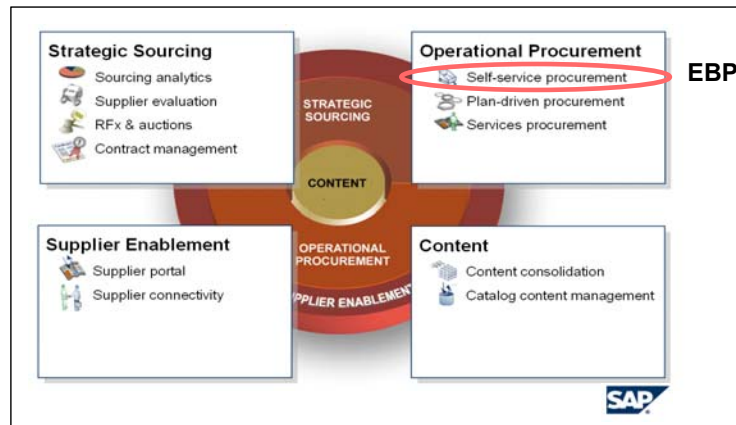 Strategic Sourcing
Sourcing analytics
Supplier evaluation
RFx & auctions
Contract management
Operational Procurement
Self-service procurement
EBP
Plan-driven procurement
Services procurement
STRATEGIC
SOURCING
CONTENT
OPERATIONAL
PROCUREMENT
UPPLIER ENABLEMENT
Supplier Enablement
Supplier portal
Supplier connectivity
Content
Content consolidation
Catalog content management
SAP